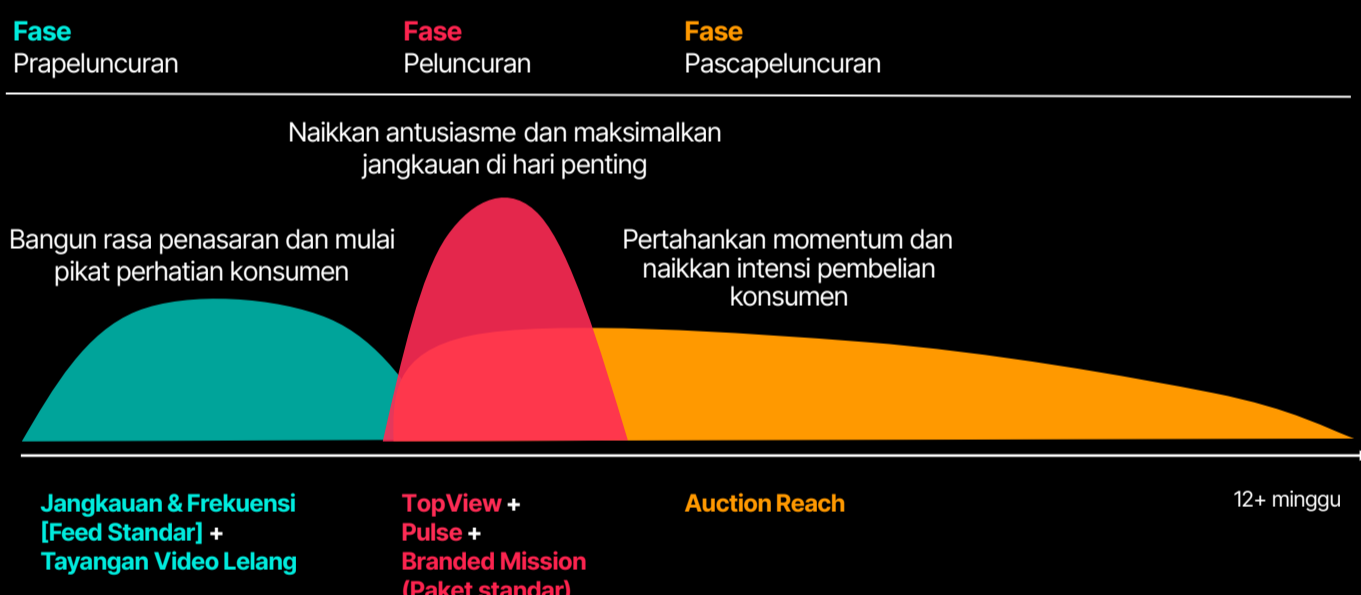 Fase
Prapeluncuran
Fase
Peluncuran
Fase
Pascapeluncuran
Naikkan antusiasme dan maksimalkan
jangkauan di hari penting
Bangun rasa penasaran dan mulai
pikat perhatian konsumen
Pertahankan momentum dan
naikkan intensi pembelian
konsumen
Jangkauan & Frekuensi
[Feed Standar] +
Tayangan Video Lelang
TopView +
Pulse +
Branded Mission
(Paket standar)
Auction Reach
12+ minggu